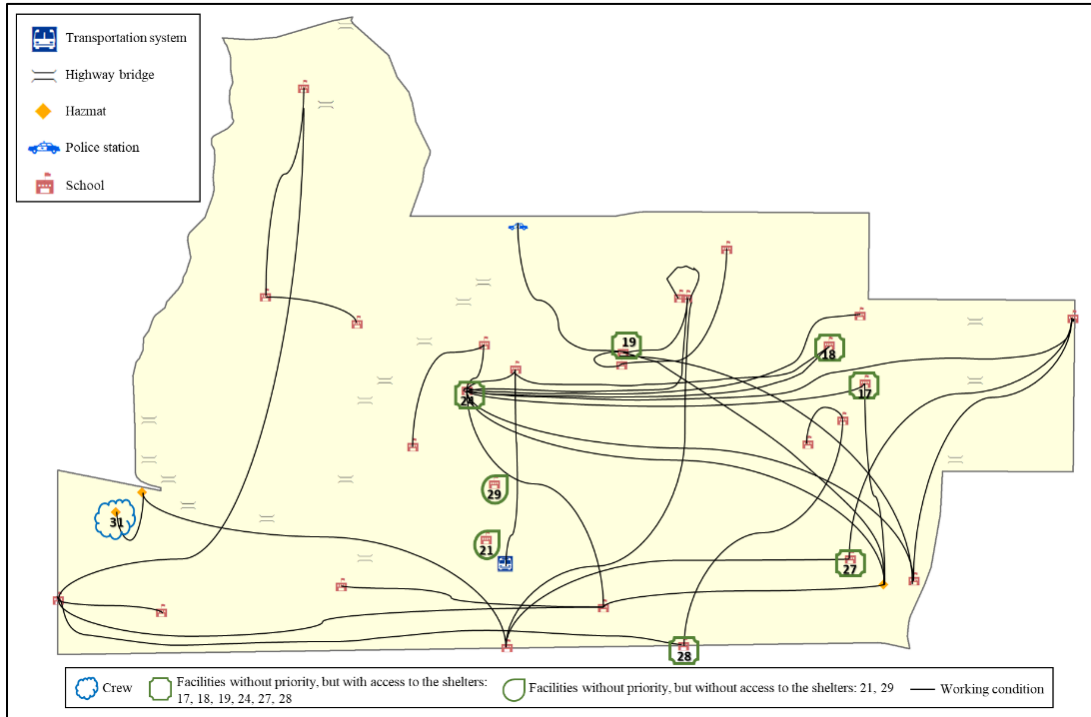 Transportation system
Highway bridge
Hazmat
Police station
School
19
18
17
24
29
31
21
27
28
Crew
Facilities without priority, but with access to the shelters:
17, 18, 19, 24, 27, 28
Facilities without priority, but without access to the shelters: 21, 29
Working condition